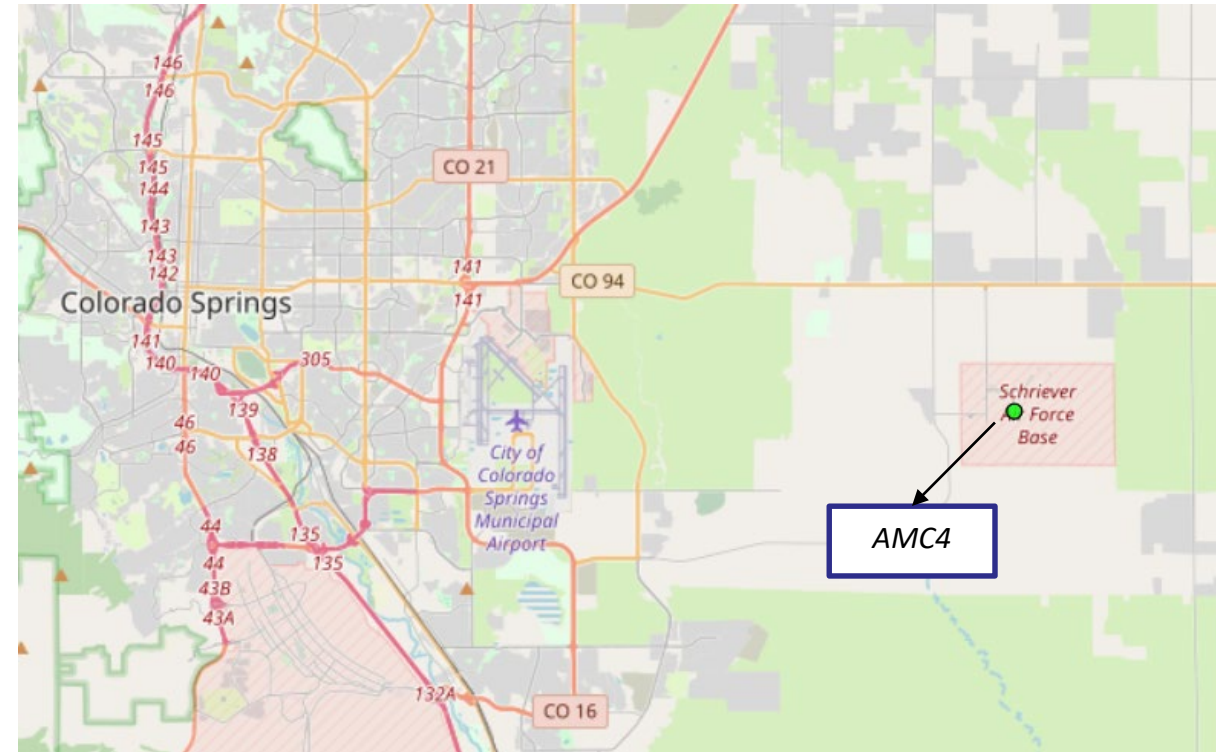 146
146
145
145
144
143
143
142
141
140
140
139
138
305
46
46
44
44
43B
43A
135
135
132A
CO 21
141
141
CO 94
CO 16
Colorado Springs
City of
Colorado
Springs
Municipal
Airport
Schriever
Force
Base
AMC4